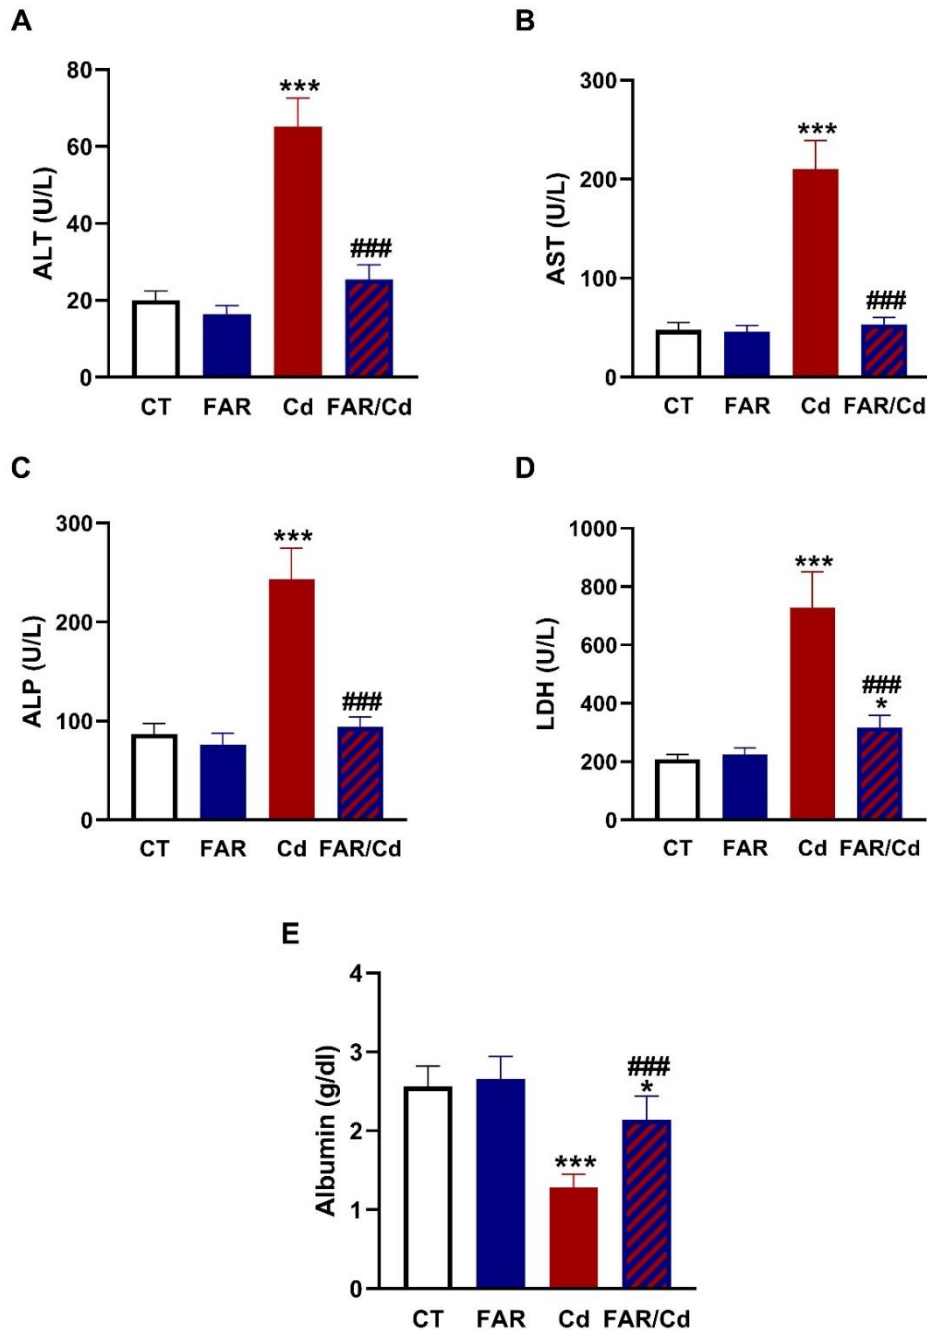 A
ALT (U/L)
80
60
40
20
0
***
###
CT FAR Cd FAR/Cd
B
AST (U/L)
300
200
100
0
***
###
CT FAR Cd FAR/Cd
C
ALP (U/L)
300
200
100
0
***
###
CT FAR Cd FAR/Cd
D
LDH (U/L)
1000
800
600
400
200
0
***
###
*
CT FAR Cd FAR/Cd
E
Albumin (g/dl)
4
3
2
1
0
***
###
*
CT FAR Cd FAR/Cd